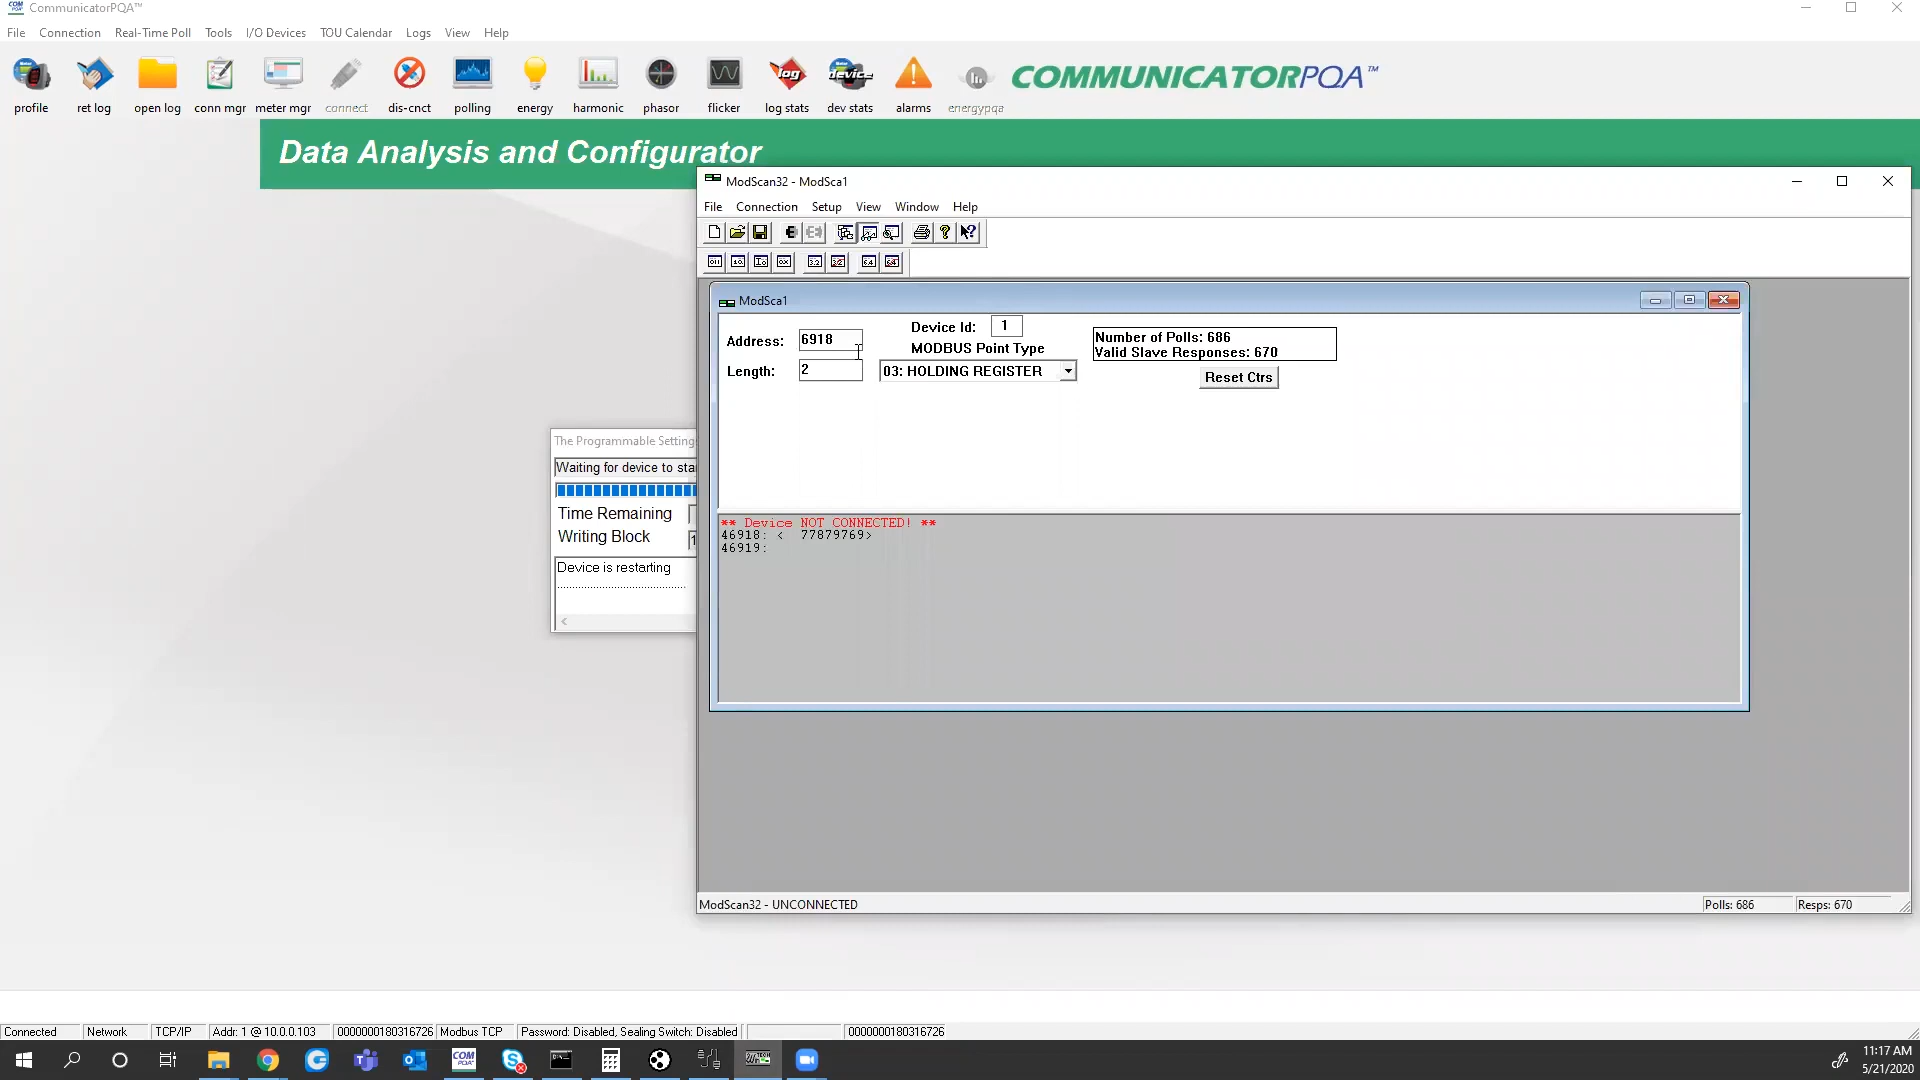 CommunicatorPQA™
File Connection Real-Time Poll Tools I/O Devices TOU Calendar Logs View Help
profile ret log open log conn mgr meter mgr connect dis-cnct polling energy harmonic phasor flicker log stats dev stats alarms energypqa
COMMUNICATORPQA™
Data Analysis and Configurator
ModScan32 - ModSca1
File Connection Setup View Window Help
ModSca1
Address: 6918
Device Id: 1
MODBUS Point Type
Length: 2
03: HOLDING REGISTER
Number of Polls: 686
Valid Slave Responses: 670
Reset Ctrs
The Programmable Setting
Waiting for device to sta
Time Remaining
Writing Block 1
Device is restarting
** Device NOT CONNECTED! **
46918: < 77879769>
46919:
ModScan32 - UNCONNECTED
Polls: 686
Resps: 670
Connected Network TCP/IP Addr: 1 @ 10.0.0.103 0000000180316726 Modbus TCP Password: Disabled, Sealing Switch: Disabled 0000000180316726
11:17 AM
5/21/2020